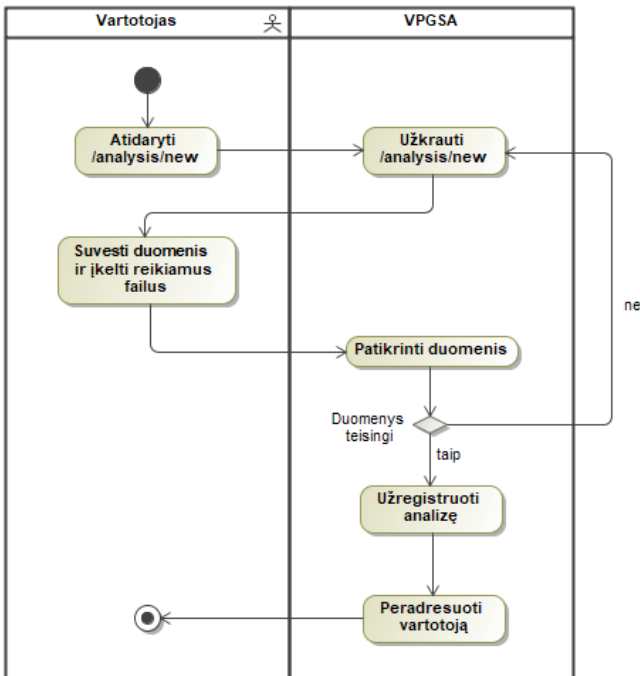 Vartotojas
VPGSA
Atidaryti
/analysis/new
Užkrauti
/analysis/new
Suvesti duomenis
ir įkelti reikiamus
failus
ne
Patikrinti duomenis
Duomenys
teisingi
taip
Užregistruoti
analizę
Peradresuoti
vartotoją